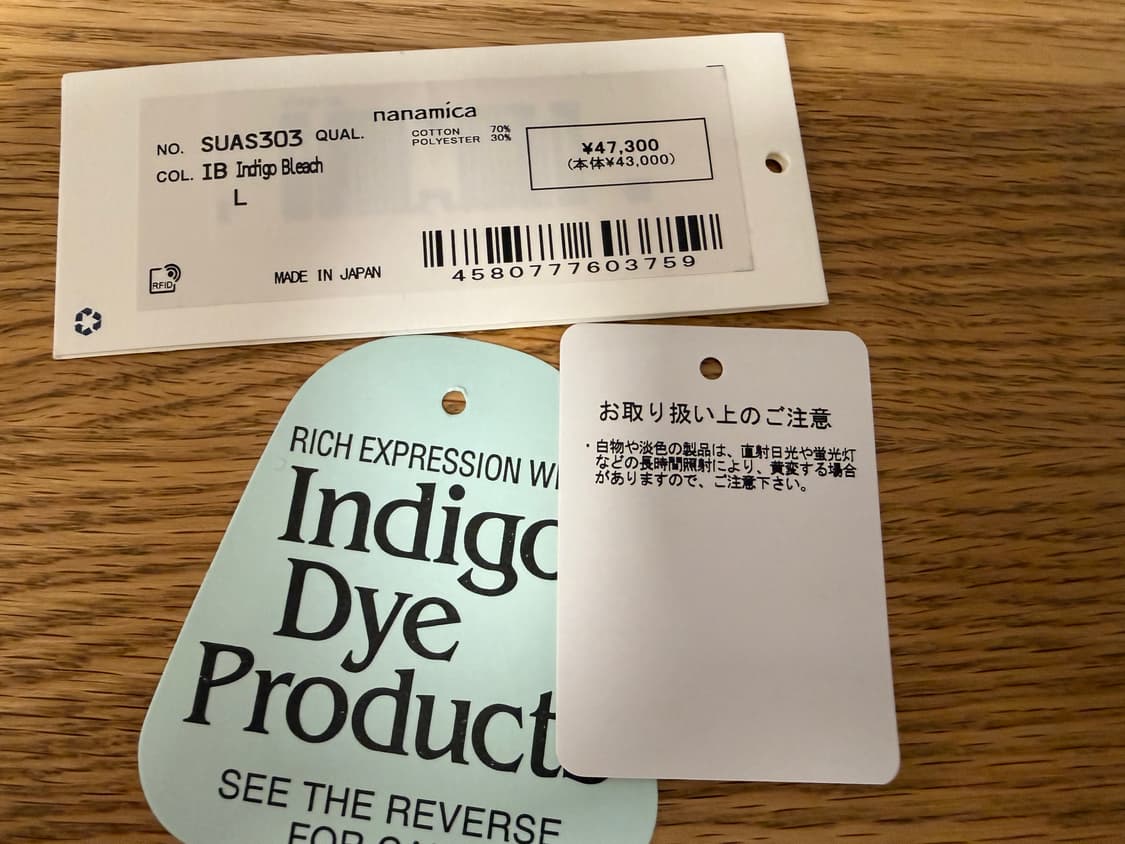 nanamica
NO. SUAS303 QUAL.
COTTON 70%
POLYESTER 30%
COL. IB Indigo Bleach
L
¥47,300
(本体¥43,000)
4580777603759
MADE IN JAPAN
RFID
RICH EXPRESSION WI
Indigo
Dye
Products
SEE THE REVERSE
FOR CA
お取り扱い上のご注意
・白物や淡色の製品は、直射日光や蛍光灯
などの長時間照射により、黄変する場合
がありますので、ご注意下さい。